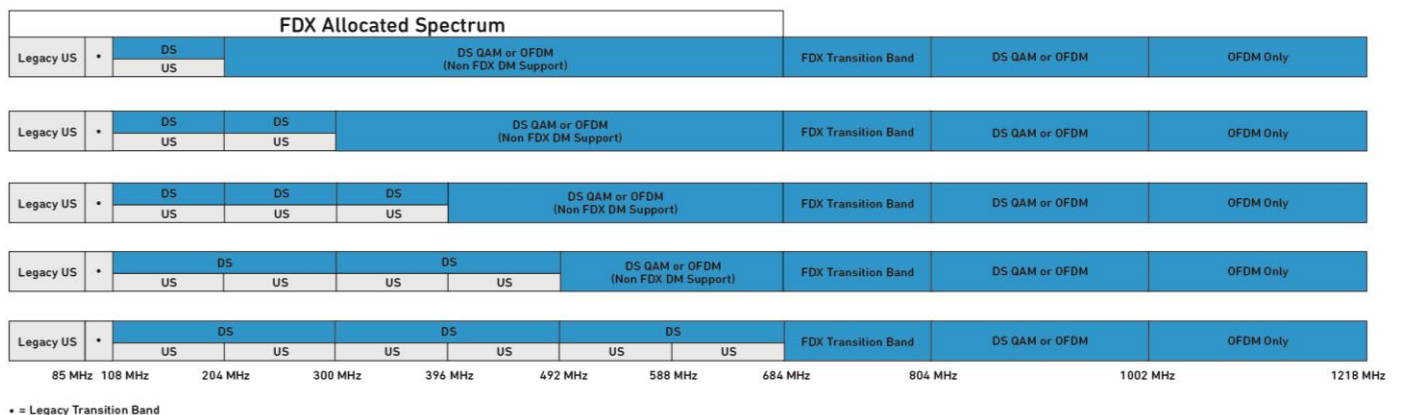 FDX Allocated Spectrum
Legacy US • DS DS QAM or OFDM FDX Transition Band DS QAM or OFDM OFDM Only
US (Non FDX DM Support)
Legacy US • DS DS DS QAM or OFDM FDX Transition Band DS QAM or OFDM OFDM Only
US US (Non FDX DM Support)
Legacy US • DS DS DS DS QAM or OFDM FDX Transition Band DS QAM or OFDM OFDM Only
US US US (Non FDX DM Support)
Legacy US • DS DS DS QAM or OFDM FDX Transition Band DS QAM or OFDM OFDM Only
US US US US (Non FDX DM Support)
Legacy US • DS DS DS FDX Transition Band DS QAM or OFDM OFDM Only
US US US US US US
85 MHz 108 MHz 204 MHz 300 MHz 396 MHz 492 MHz 588 MHz 684 MHz 804 MHz 1002 MHz 1218 MHz
• = Legacy Transition Band